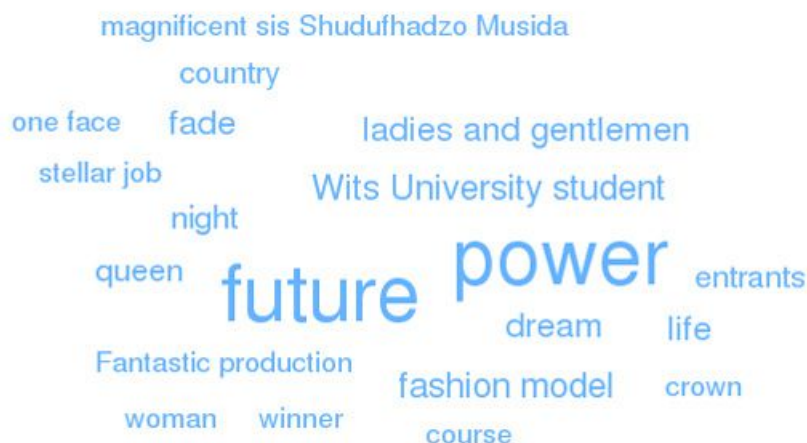 magnificent sis Shudufhadzo Musida
country
one face fade ladies and gentlemen
stellar job Wits University student
night
queen future power entrants
dream life
Fantastic production fashion model crown
woman winner course